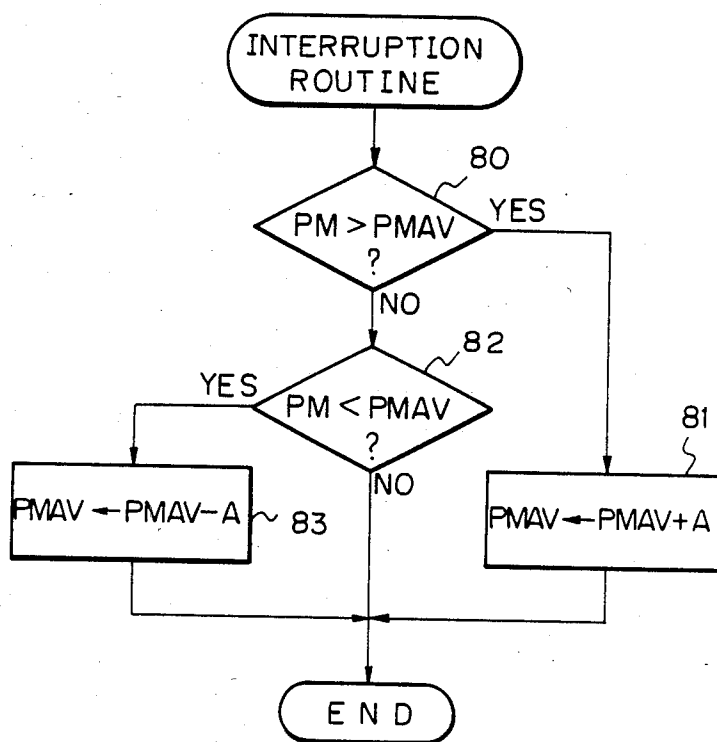 INTERRUPTION
ROUTINE
80
PM > PMAV
?
YES
NO
82
PM < PMAV
?
YES
NO
81
PMAV ← PMAV − A
83
PMAV ← PMAV + A
END